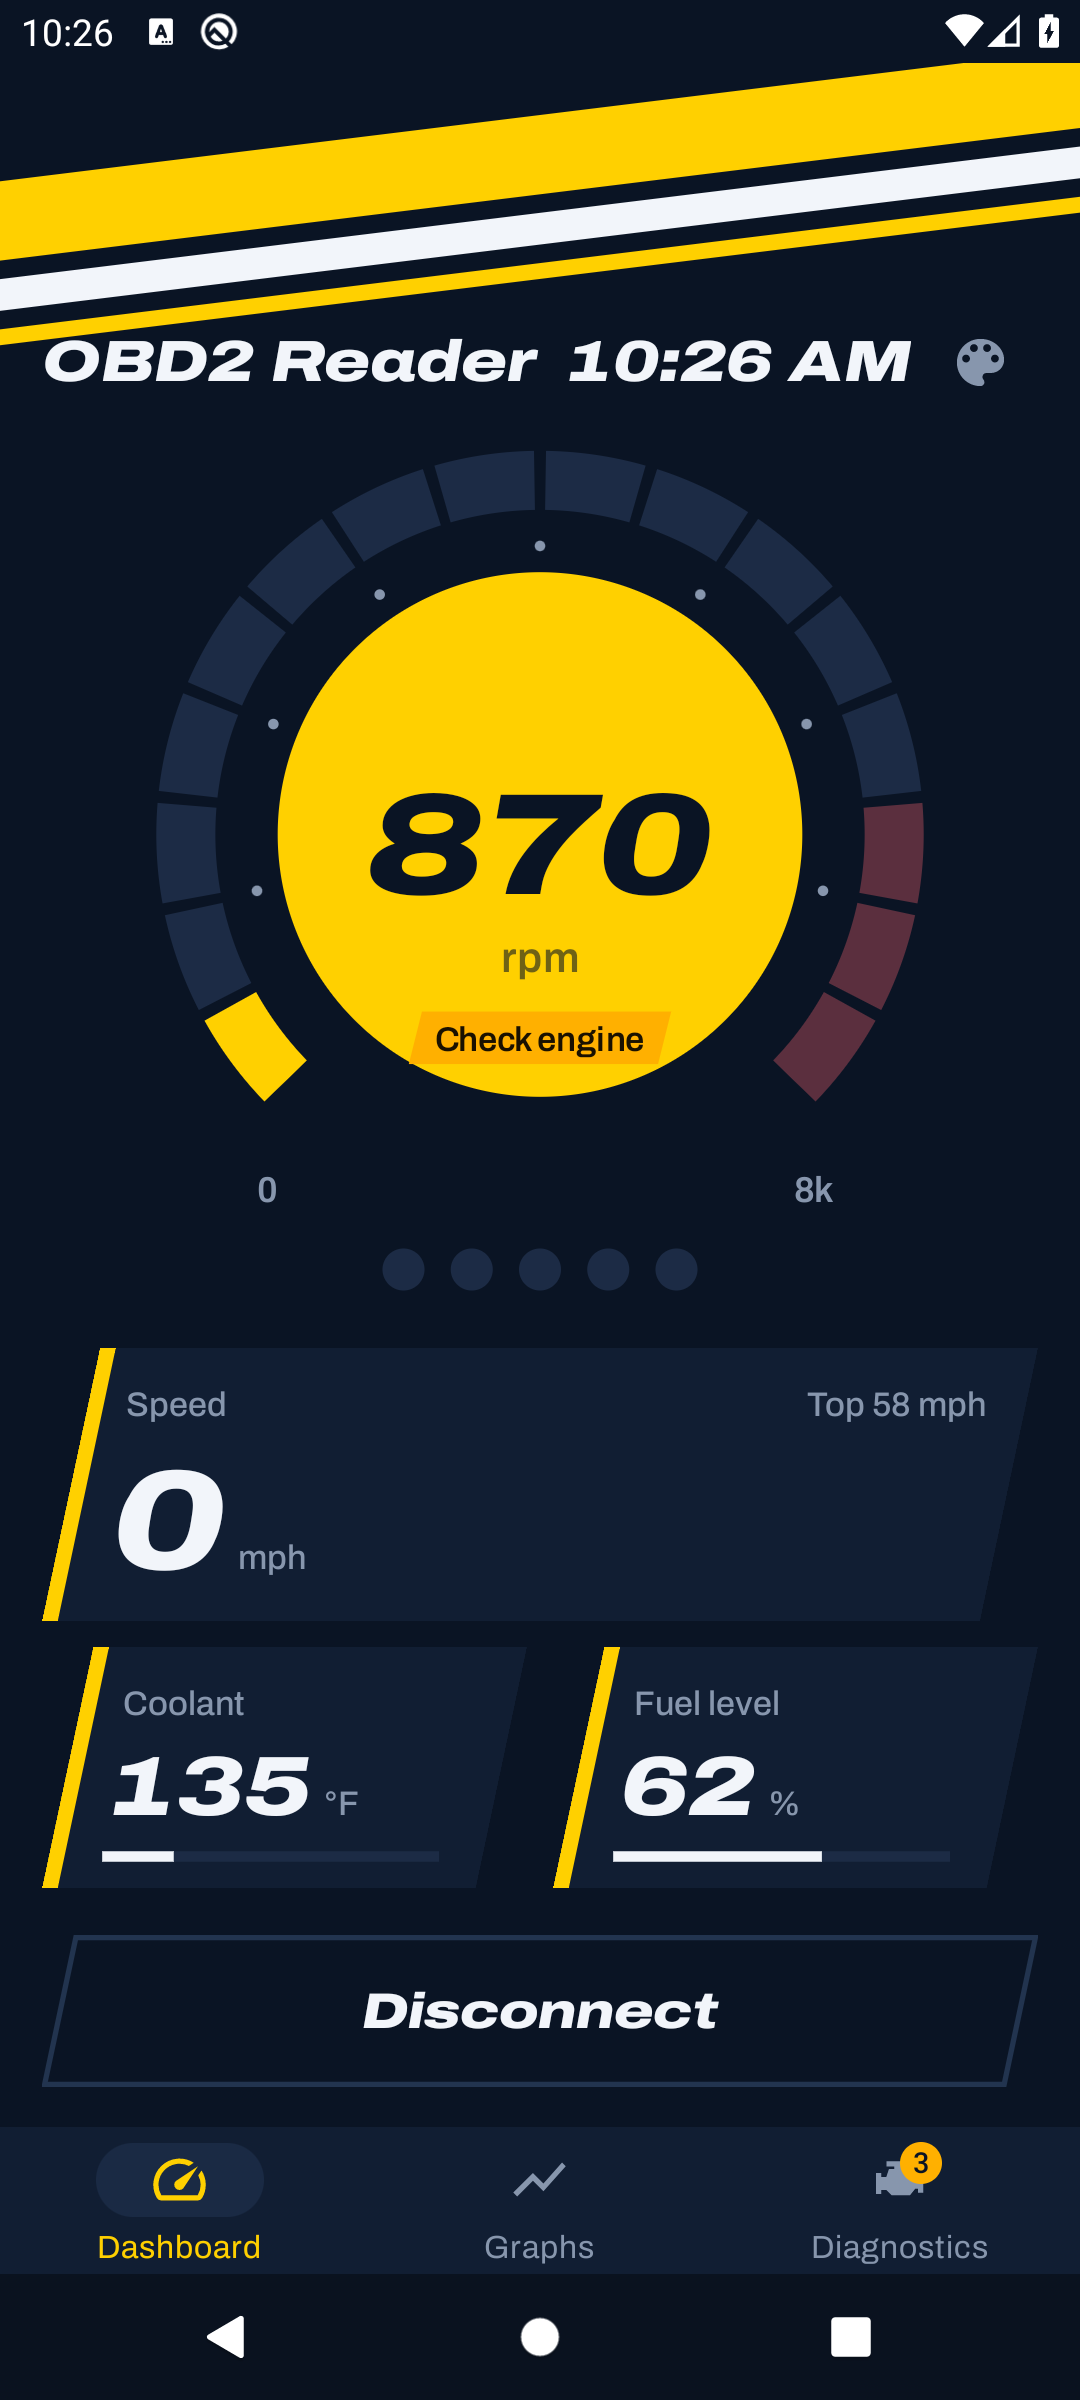 10:26
OBD2 Reader 10:26 AM
870
rpm
Check engine
0 8k
Speed Top 58 mph
0 mph
Coolant Fuel level
135 °F 62 %
Disconnect
3
Dashboard Graphs Diagnostics